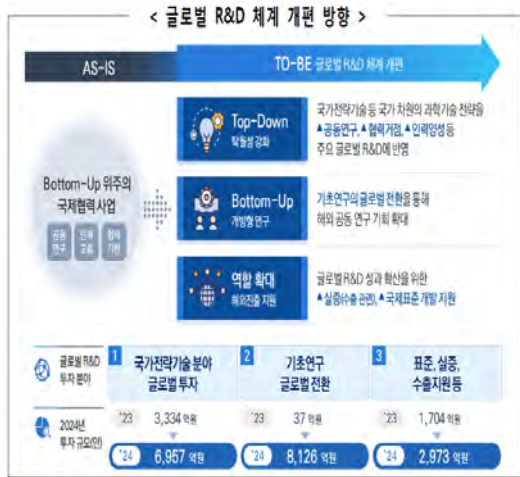 < 글로벌 R&D 체계 개편 방향 >
AS-IS
TO-BE 글로벌 R&D 체계 개편
Bottom-Up 위주의
국제협력 사업
공동
연구
인력
교류
협력
기반
Top-Down
탁월성 강화
국가전략기술 등 국가 차원의 과학기술 전략을
▲공동연구, ▲협력거점, ▲인력양성 등
주요 글로벌 R&D에 반영
Bottom-Up
개방형 연구
기초연구의 글로벌 전환을 통해
해외 공동 연구 기회 확대
역할 확대
해외진출 지원
글로벌 R&D 성과 확산을 위한
▲실증(수출 관련), ▲국제표준 개발 지원
글로벌 R&D
투자 분야
1 국가전략기술 분야
글로벌 투자
2 기초연구
글로벌 전환
3 표준, 실증,
수출지원 등
2024년
투자 규모(안)
'23 3,334 억원
'24 6,957 억원
'23 37 억원
'24 8,126 억원
'23 1,704 억원
'24 2,973 억원